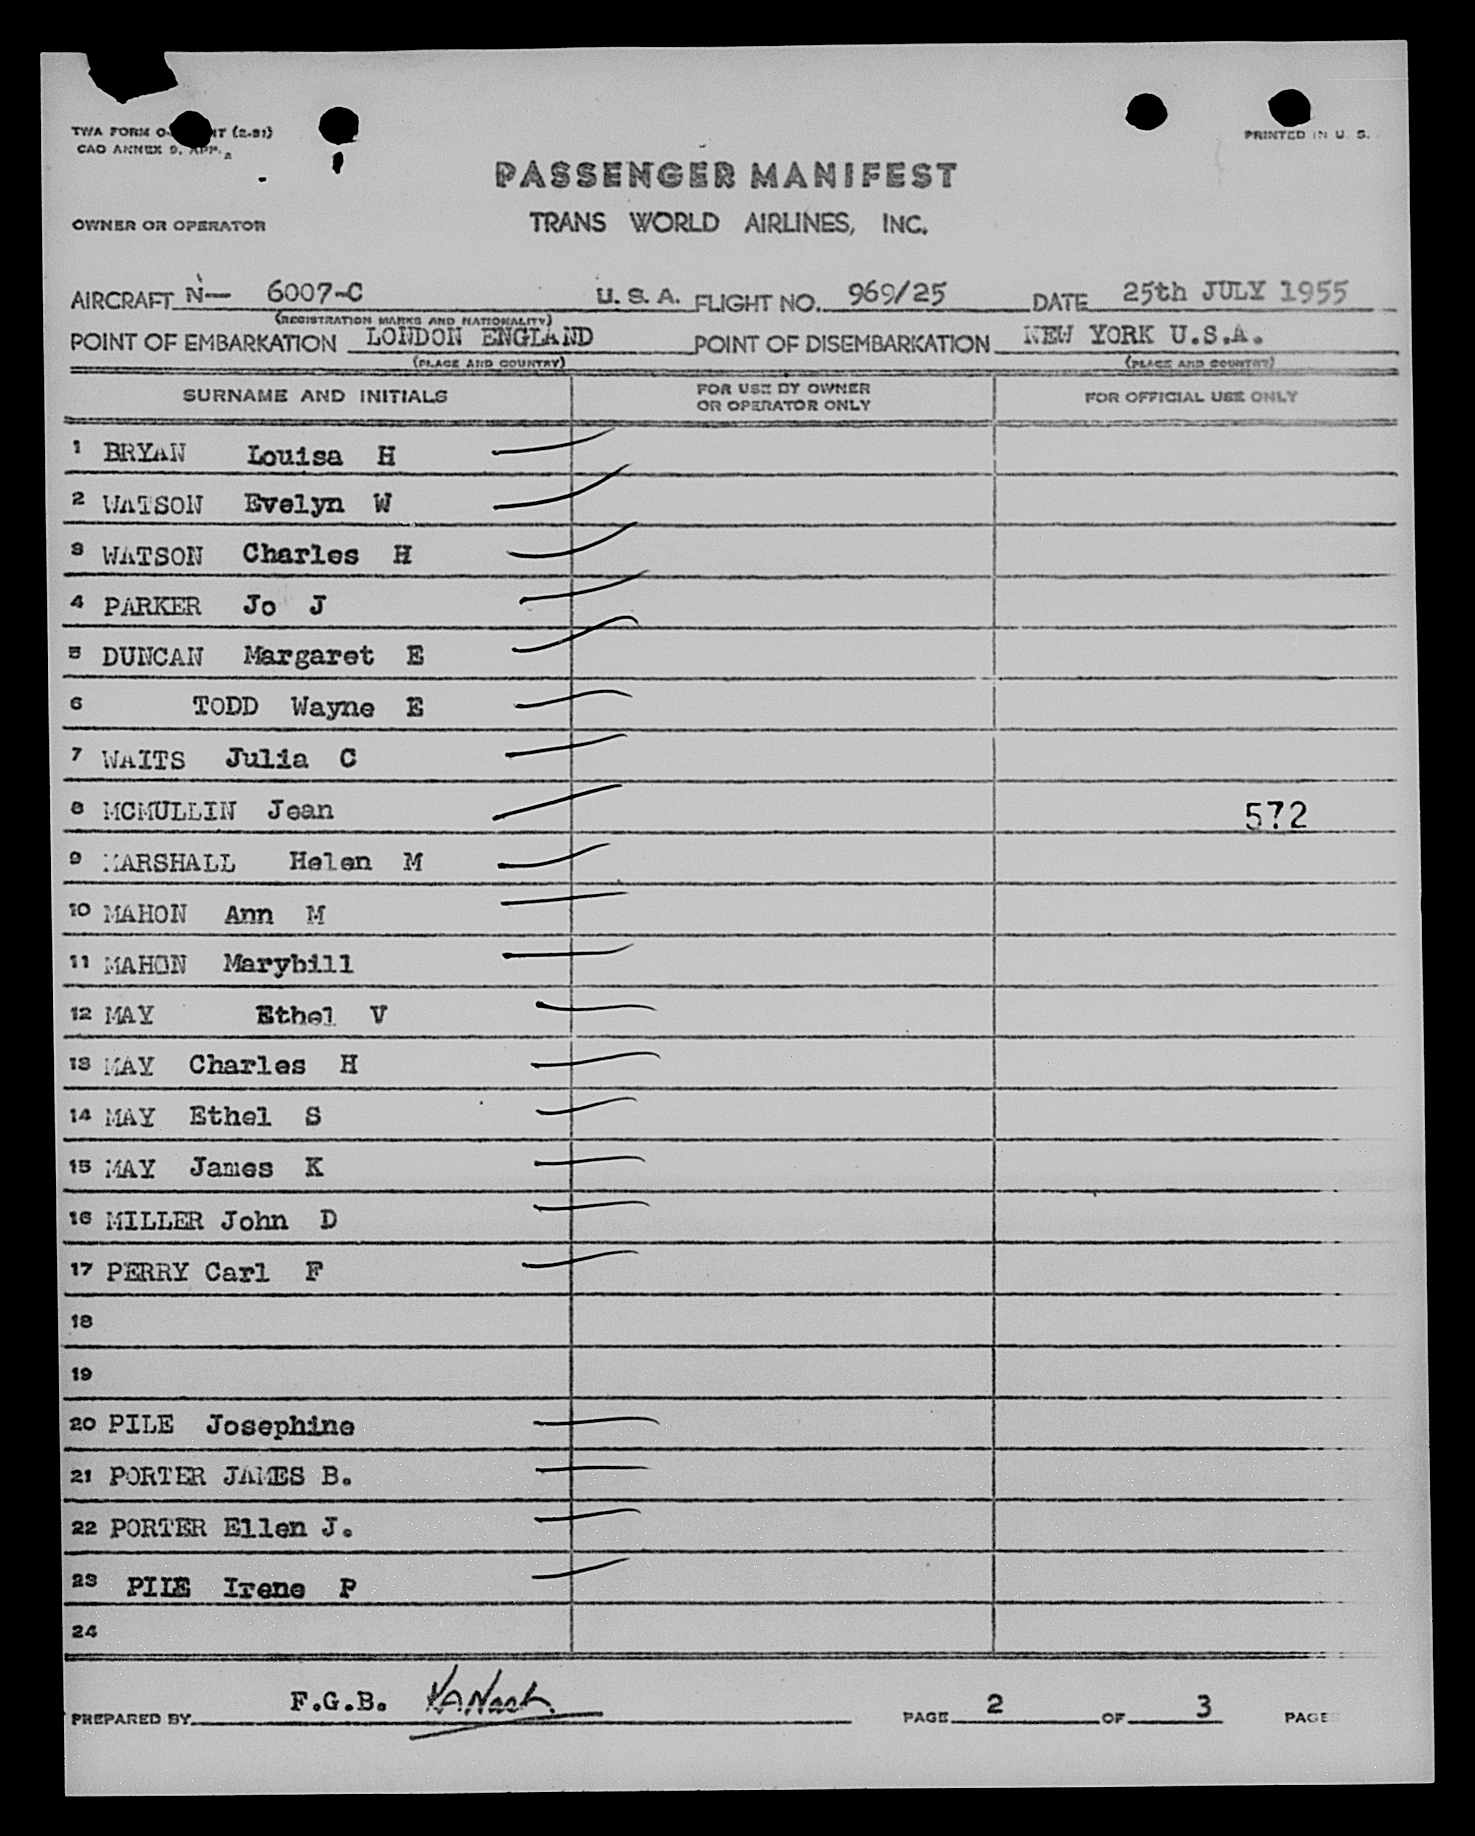 TWA FORM O- NT (2-51)
PRINTED IN U. S.
CAO ANNEX 9, APP. 2
PASSENGER MANIFEST
OWNER OR OPERATOR
TRANS WORLD AIRLINES, INC.
AIRCRAFT N— 6007-C U. S. A. FLIGHT NO. 969/25 DATE 25th JULY 1955
(REGISTRATION MARKS AND NATIONALITY)
POINT OF EMBARKATION LONDON ENGLAND POINT OF DISEMBARKATION NEW YORK U.S.A.
(PLACE AND COUNTRY) (PLACE AND COUNTRY)
SURNAME AND INITIALS FOR USE BY OWNER OR OPERATOR ONLY FOR OFFICIAL USE ONLY
1 BRYAN Louisa H
2 WATSON Evelyn W
3 WATSON Charles H
4 PARKER Jo J
5 DUNCAN Margaret E
6 TODD Wayne E
7 WAITS Julia C
8 MCMULLIN Jean 572
9 MARSHALL Helen M
10 MAHON Ann M
11 MAHON Marybill
12 MAY Ethel V
13 MAY Charles H
14 MAY Ethel S
15 MAY James K
16 MILLER John D
17 PERRY Carl F
18
19
20 PILE Josephine
21 PORTER JAMES B.
22 PORTER Ellen J.
23 PILE Irene P
24
PREPARED BY F.G.B. PAGE 2 OF 3 PAGES